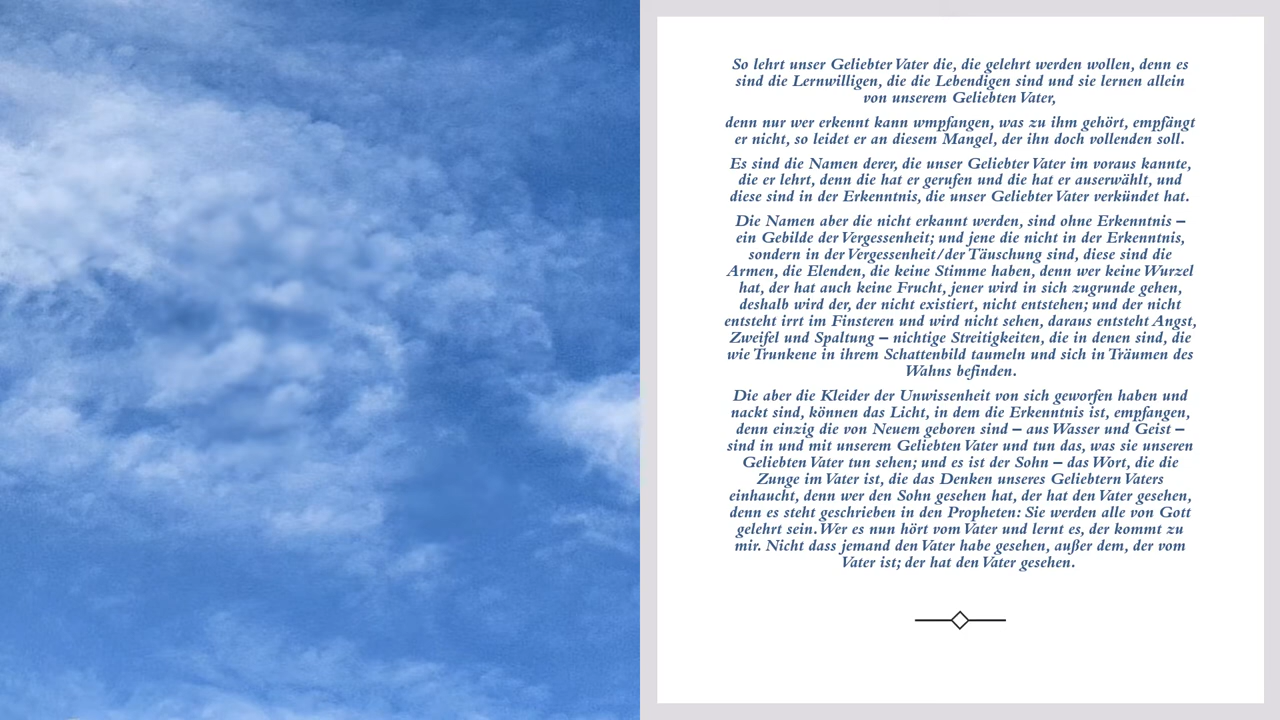 So lehrt unser Geliebter Vater die, die gelehrt werden wollen, denn es
sind die Lernwilligen, die die Lebendigen sind und sie lernen allein
von unserem Geliebten Vater,
denn nur wer erkennt kann wmpfangen, was zu ihm gehört, empfängt
er nicht, so leidet er an diesem Mangel, der ihn doch vollenden soll.
Es sind die Namen derer, die unser Geliebter Vater im voraus kannte,
die er lehrt, denn die hat er gerufen und die hat er auserwählt, und
diese sind in der Erkenntnis, die unser Geliebter Vater verkündet hat.
Die Namen aber die nicht erkannt werden, sind ohne Erkenntnis –
ein Gebilde der Vergessenheit; und jene die nicht in der Erkenntnis,
sondern in der Vergessenheit/der Täuschung sind, diese sind die
Armen, die Elenden, die keine Stimme haben, denn wer keine Wurzel
hat, der hat auch keine Frucht, jener wird in sich zugrunde gehen,
deshalb wird der, der nicht existiert, nicht entstehen; und der nicht
entsteht irrt im Finsteren und wird nicht sehen, daraus entsteht Angst,
Zweifel und Spaltung – nichtige Streitigkeiten, die in denen sind, die
wie Trunkene in ihrem Schattenbild taumeln und sich in Träumen des
Wahns befinden.
Die aber die Kleider der Unwissenheit von sich geworfen haben und
nackt sind, können das Licht, in dem die Erkenntnis ist, empfangen,
denn einzig die von Neuem geboren sind – aus Wasser und Geist –
sind in und mit unserem Geliebten Vater und tun das, was sie unseren
Geliebten Vater tun sehen; und es ist der Sohn – das Wort, die die
Zunge im Vater ist, die das Denken unseres Geliebtern Vaters
einhaucht, denn wer den Sohn gesehen hat, der hat den Vater gesehen,
denn es steht geschrieben in den Propheten: Sie werden alle von Gott
gelehrt sein. Wer es nun hört vom Vater und lernt es, der kommt zu
mir. Nicht dass jemand den Vater habe gesehen, außer dem, der vom
Vater ist; der hat den Vater gesehen.